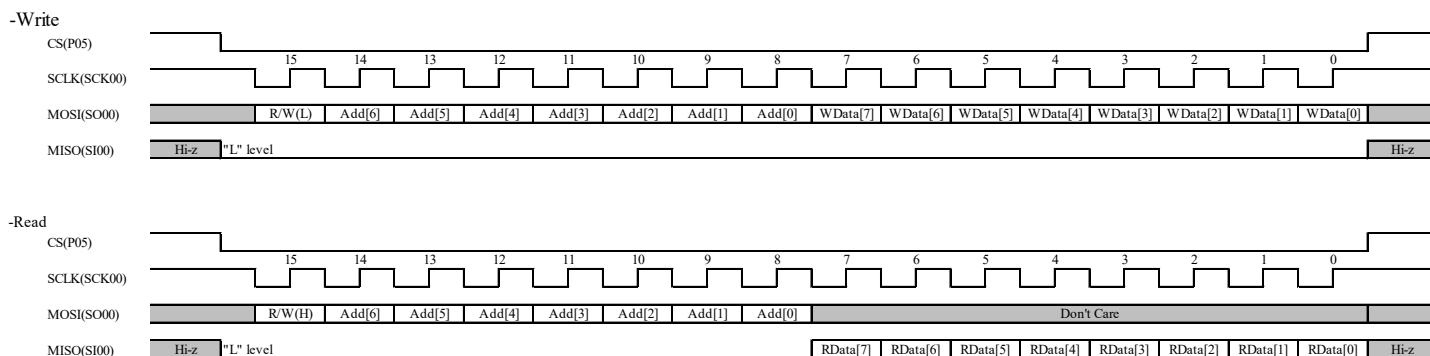 -Write
CS(P05)
15 14 13 12 11 10 9 8 7 6 5 4 3 2 1 0
SCLK(SCK00)
MOSI(SO00) R/W(L) Add[6] Add[5] Add[4] Add[3] Add[2] Add[1] Add[0] WData[7] WData[6] WData[5] WData[4] WData[3] WData[2] WData[1] WData[0]
MISO(SI00) Hi-z "L" level Hi-z
-Read
CS(P05)
15 14 13 12 11 10 9 8 7 6 5 4 3 2 1 0
SCLK(SCK00)
MOSI(SO00) R/W(H) Add[6] Add[5] Add[4] Add[3] Add[2] Add[1] Add[0] Don't Care
MISO(SI00) Hi-z "L" level RData[7] RData[6] RData[5] RData[4] RData[3] RData[2] RData[1] RData[0] Hi-z